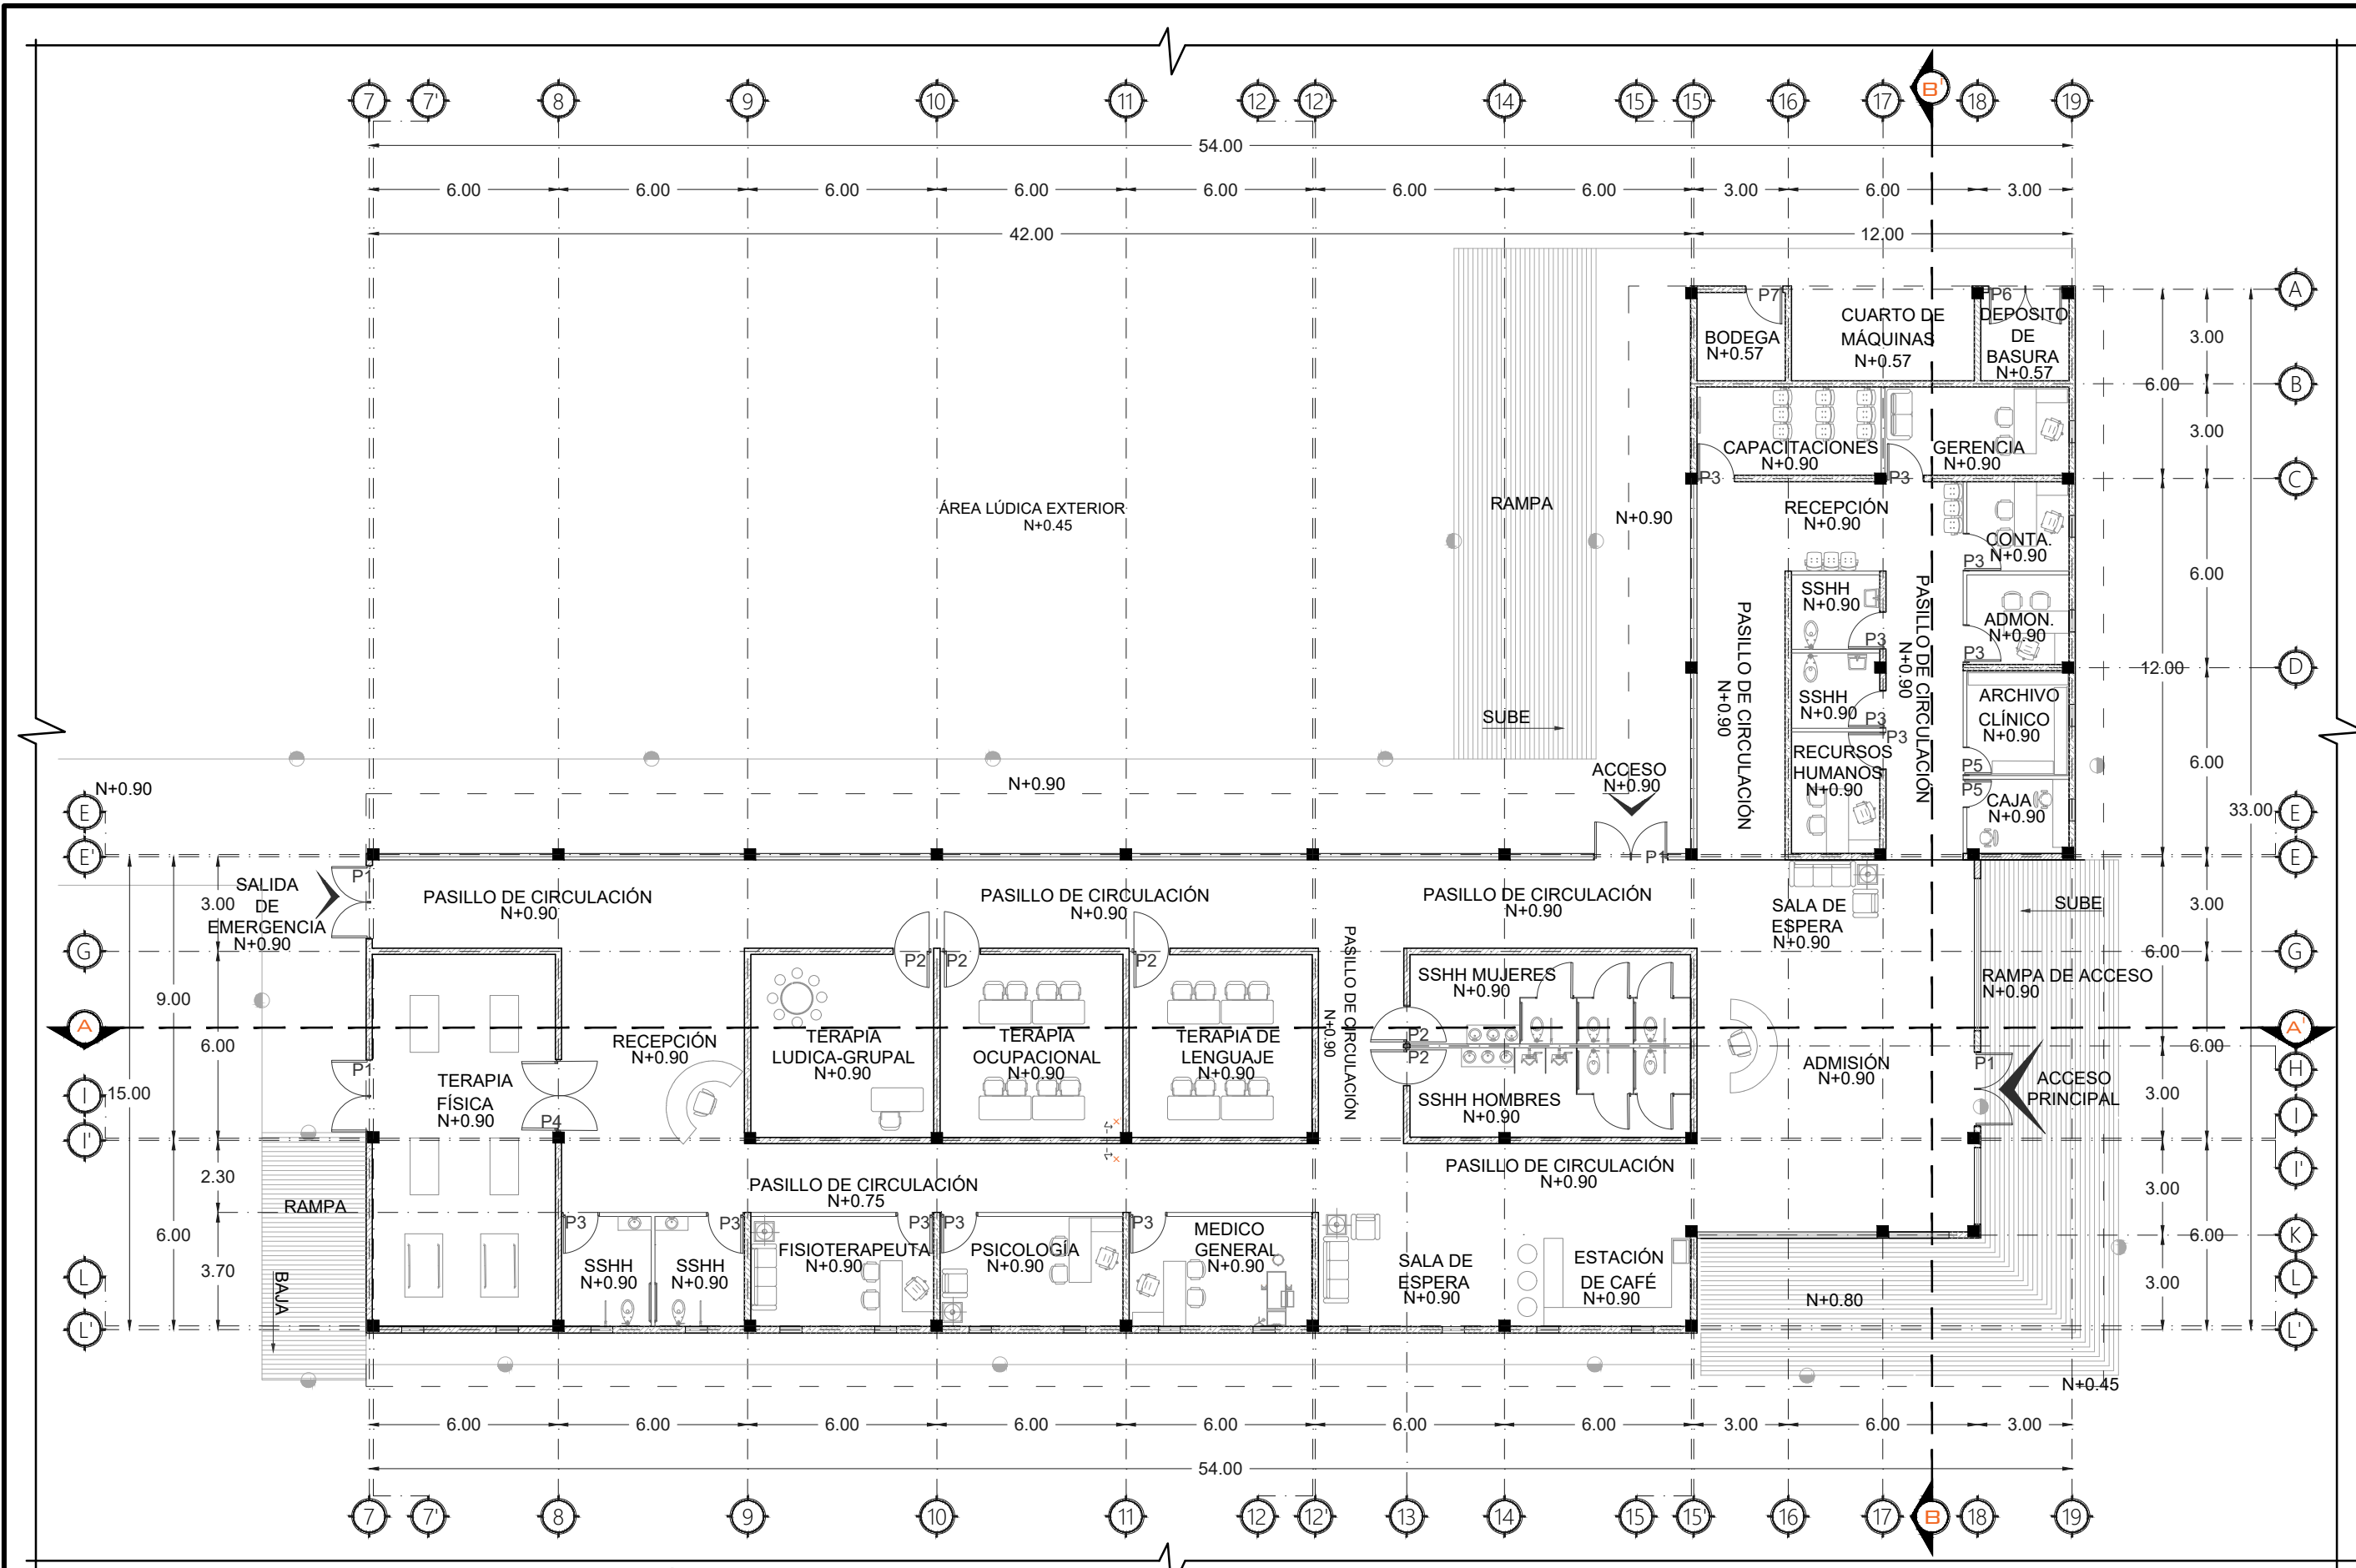 7 7' 8 9 10 11 12 12' 14 15 15' 16 17 B' 18 19
54.00
6.00 6.00 6.00 6.00 6.00 6.00 6.00 3.00 6.00 3.00
42.00 12.00
A
P7 P6
CUARTO DE
MÁQUINAS
N+0.57
DEPOSITO
DE
BASURA
N+0.57
BODEGA
N+0.57
3.00
6.00
B
3.00
CAPACITACIONES
N+0.90
GERENCIA
N+0.90
P3 P3
C
ÁREA LÚDICA EXTERIOR
N+0.45
RAMPA
N+0.90
RECEPCIÓN
N+0.90
CONTA.
N+0.90
P3
6.00
SSHH
N+0.90
P3
ADMON.
N+0.90
P3
PASILLO DE CIRCULACIÓN
N+0.90
PASILLO DE CIRCULACIÓN
N+0.90
12.00
D
SSHH
N+0.90
P3
ARCHIVO
CLÍNICO
N+0.90
P5
SUBE
P3
RECURSOS
HUMANOS
N+0.90
6.00
P5
CAJA
N+0.90
33.00
ACCESO
N+0.90
N+0.90
N+0.90
E
E'
E
E
P1
P1
SALIDA
DE
EMERGENCIA
N+0.90
3.00
PASILLO DE CIRCULACIÓN
N+0.90
PASILLO DE CIRCULACIÓN
N+0.90
PASILLO DE CIRCULACIÓN
N+0.90
SALA DE
ESPERA
N+0.90
SUBE
3.00
G
6.00
G
P2 P2 P2
PASILLO DE CIRCULACIÓN
N+0.90
SSHH MUJERES
N+0.90
RAMPA DE ACCESO
N+0.90
9.00
A
A'
6.00
RECEPCIÓN
N+0.90
TERAPIA
LUDICA-GRUPAL
N+0.90
TERAPIA
OCUPACIONAL
N+0.90
TERAPIA DE
LENGUAJE
N+0.90
P2
P2
ADMISIÓN
N+0.90
P1
6.00
H
P1
TERAPIA
FÍSICA
N+0.90
P4
SSHH HOMBRES
N+0.90
ACCESO
PRINCIPAL
3.00
I
15.00
I
I'
I'
2.30
PASILLO DE CIRCULACIÓN
N+0.75
PASILLO DE CIRCULACIÓN
N+0.90
3.00
RAMPA
P3 P3 P3 P3 P3
6.00
6.00
K
SSHH
N+0.90
SSHH
N+0.90
FISIOTERAPEUTA
N+0.90
PSICOLOGÍA
N+0.90
MEDICO
GENERAL
N+0.90
SALA DE
ESPERA
N+0.90
ESTACIÓN
DE CAFÉ
N+0.90
3.70
BAJA
3.00
L
L
N+0.80
L'
L'
N+0.45
6.00 6.00 6.00 6.00 6.00 6.00 6.00 3.00 6.00 3.00
54.00
7 7' 8 9 10 11 12 12' 13 14 15 15' 16 17 B 18 19